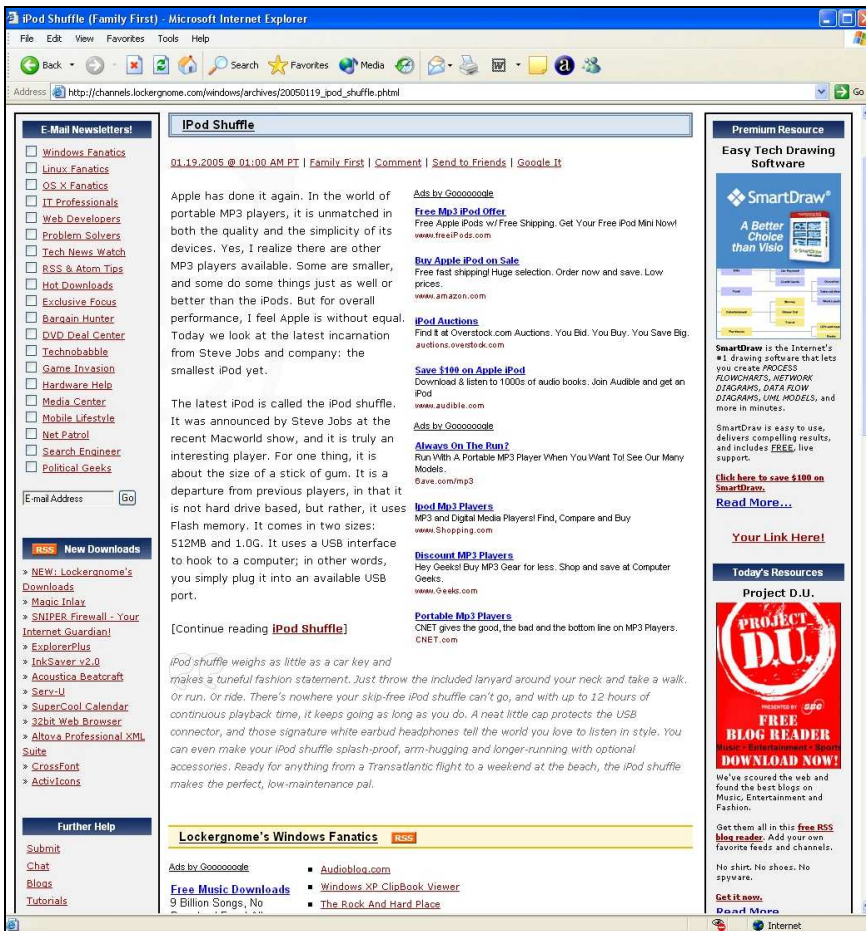 iPod Shuffle (Family First) - Microsoft Internet Explorer
File Edit View Favorites Tools Help
Back Search Favorites Media
Address http://channels.lockergnome.com/windows/archives/20050119_ipod_shuffle.phtml Go
E-Mail Newsletters!
Windows Fanatics
Linux Fanatics
OS X Fanatics
IT Professionals
Web Developers
Problem Solvers
Tech News Watch
RSS & Atom Tips
Hot Downloads
Exclusive Focus
Bargain Hunter
DVD Deal Center
Technobabble
Game Invasion
Hardware Help
Media Center
Mobile Lifestyle
Net Patrol
Search Engineer
Political Geeks
E-mail Address Go
RSS New Downloads
» NEW: Lockergnome's
Downloads
» Magic Inlay
» SNIPER Firewall - Your
Internet Guardian!
» ExplorerPlus
» InkSaver v2.0
» Acoustica Beatcraft
» Serv-U
» SuperCool Calendar
» 32bit Web Browser
» Altova Professional XML
Suite
» CrossFont
» ActivIcons
Further Help
Submit
Chat
Blogs
Tutorials
IPod Shuffle
01.19.2005 @ 01:00 AM PT | Family First | Comment | Send to Friends | Google It
Apple has done it again. In the world of
portable MP3 players, it is unmatched in
both the quality and the simplicity of its
devices. Yes, I realize there are other
MP3 players available. Some are smaller,
and some do some things just as well or
better than the iPods. But for overall
performance, I feel Apple is without equal.
Today we look at the latest incarnation
from Steve Jobs and company: the
smallest iPod yet.
The latest iPod is called the iPod shuffle.
It was announced by Steve Jobs at the
recent Macworld show, and it is truly an
interesting player. For one thing, it is
about the size of a stick of gum. It is a
departure from previous players, in that it
is not hard drive based, but rather, it uses
Flash memory. It comes in two sizes:
512MB and 1.0G. It uses a USB interface
to hook to a computer; in other words,
you simply plug it into an available USB
port.
[Continue reading iPod Shuffle]
Ads by Goooooogle
Free Mp3 iPod Offer
Free Apple iPods w/ Free Shipping. Get Your Free iPod Mini Now!
www.freeiPods.com
Buy Apple iPod on Sale
Free fast shipping! Huge selection. Order now and save. Low
prices.
www.amazon.com
iPod Auctions
Find It at Overstock.com Auctions. You Bid. You Buy. You Save Big.
auctions.overstock.com
Save $100 on Apple iPod
Download & listen to 1000s of audio books. Join Audible and get an
iPod
www.audible.com
Ads by Goooooogle
Always On The Run?
Run With A Portable MP3 Player When You Want To! See Our Many
Models.
6ave.com/mp3
Ipod Mp3 Players
MP3 and Digital Media Players! Find, Compare and Buy
www.Shopping.com
Discount MP3 Players
Hey Geeks! Buy MP3 Gear for less. Shop and save at Computer
Geeks.
www.Geeks.com
Portable Mp3 Players
CNET gives the good, the bad and the bottom line on MP3 Players.
CNET.com
iPod shuffle weighs as little as a car key and
makes a tuneful fashion statement. Just throw the included lanyard around your neck and take a walk.
Or run. Or ride. There's nowhere your skip-free iPod shuffle can't go, and with up to 12 hours of
continuous playback time, it keeps going as long as you do. A neat little cap protects the USB
connector, and those signature white earbud headphones tell the world you love to listen in style. You
can even make your iPod shuffle splash-proof, arm-hugging and longer-running with optional
accessories. Ready for anything from a Transatlantic flight to a weekend at the beach, the iPod shuffle
makes the perfect, low-maintenance pal.
Lockergnome's Windows Fanatics RSS
Ads by Goooooogle
Free Music Downloads
9 Billion Songs, No
Audioblog.com
Windows XP ClipBook Viewer
The Rock And Hard Place
Premium Resource
Easy Tech Drawing
Software
SmartDraw
A Better
Choice
than Visio
SmartDraw is the Internet's
#1 drawing software that lets
you create PROCESS
FLOWCHARTS, NETWORK
DIAGRAMS, DATA FLOW
DIAGRAMS, UML MODELS, and
more in minutes.
SmartDraw is easy to use,
delivers compelling results,
and includes FREE, live
support.
Click here to save $100 on
SmartDraw.
Read More...
Your Link Here!
Today's Resources
Project D.U.
PROJECT
D.U.
PRESENTED BY spc
FREE
BLOG READER
Music • Entertainment • Sports
DOWNLOAD NOW!
We've scoured the web and
found the best blogs on
Music, Entertainment and
Fashion.
Get them all in this free RSS
blog reader. Add your own
favorite feeds and channels.
No shirt. No shoes. No
spyware.
Get it now.
Read More
Internet